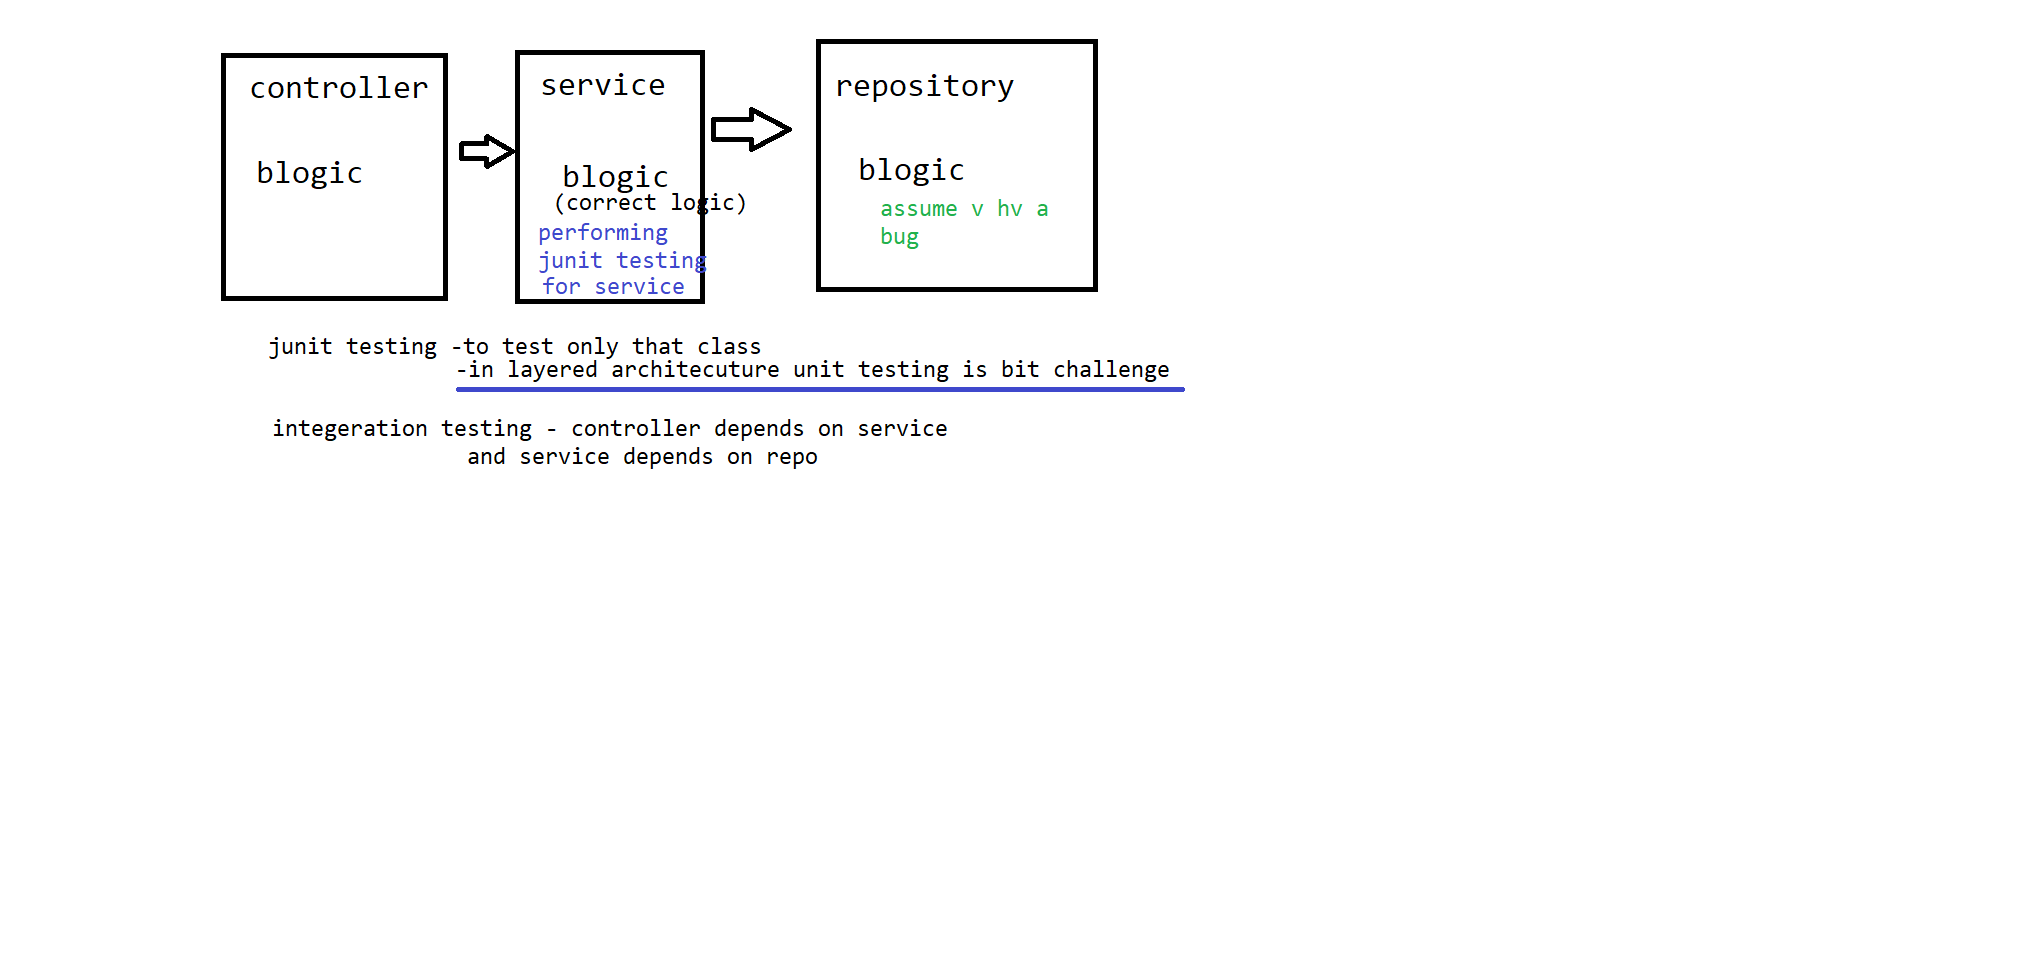 controller
blogic
service
blogic
(correct logic)
performing
junit testing
for service
repository
blogic
assume v hv a
bug
junit testing -to test only that class
-in layered architecuture unit testing is bit challenge
integeration testing - controller depends on service
and service depends on repo